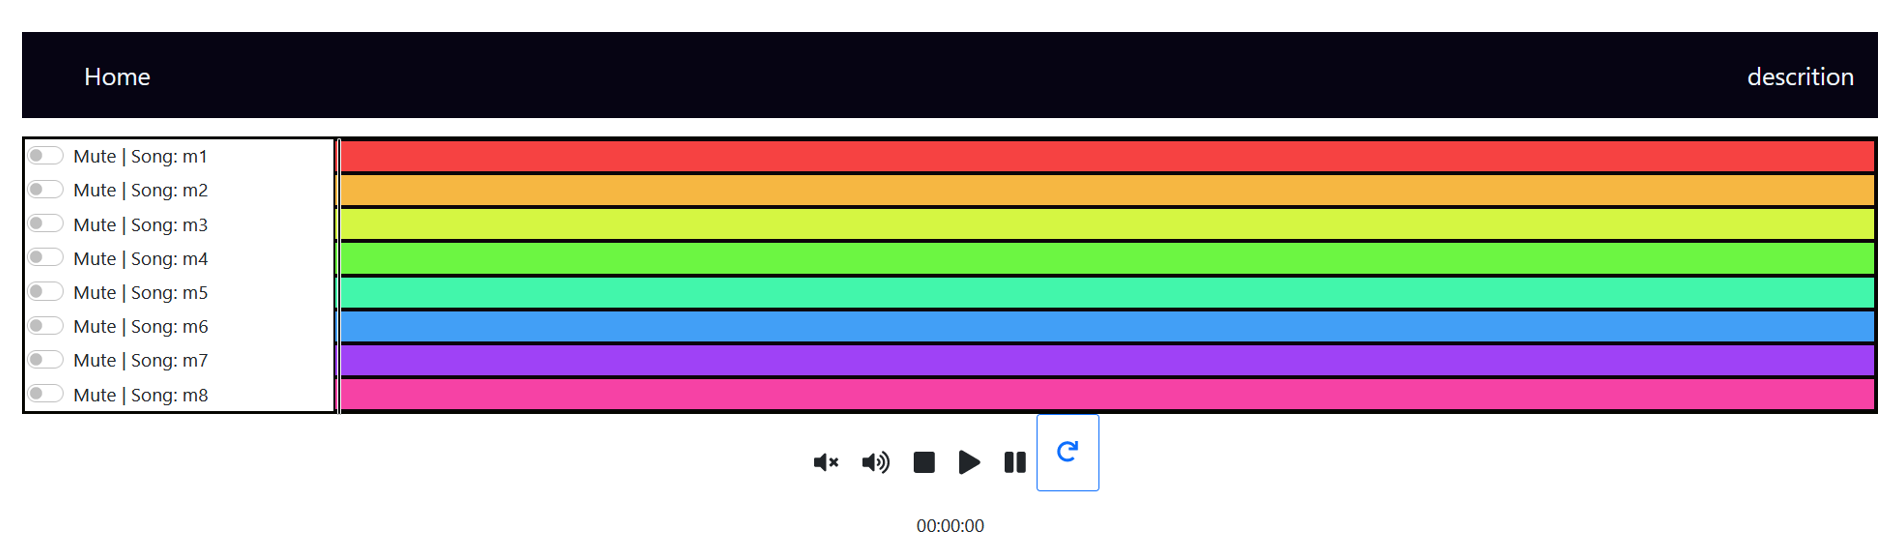 Home descrition
Mute | Song: m1
Mute | Song: m2
Mute | Song: m3
Mute | Song: m4
Mute | Song: m5
Mute | Song: m6
Mute | Song: m7
Mute | Song: m8
00:00:00